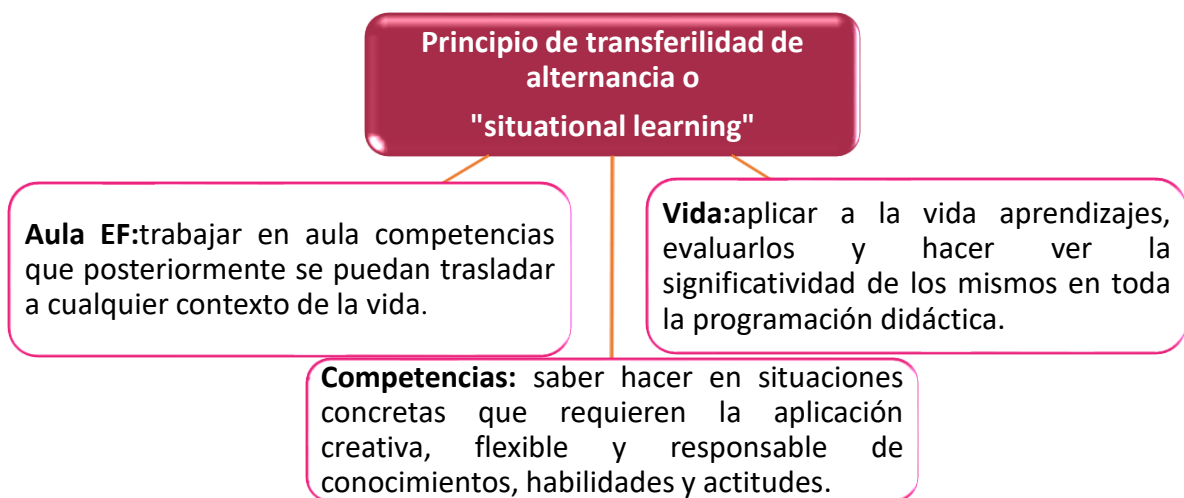 Principio de transferilidad de
alternancia o
"situational learning"
Aula EF:trabajar en aula competencias
que posteriormente se puedan trasladar
a cualquier contexto de la vida.
Vida:aplicar a la vida aprendizajes,
evaluarlos y hacer ver la
significatividad de los mismos en toda
la programación didáctica.
Competencias: saber hacer en situaciones
concretas que requieren la aplicación
creativa, flexible y responsable de
conocimientos, habilidades y actitudes.